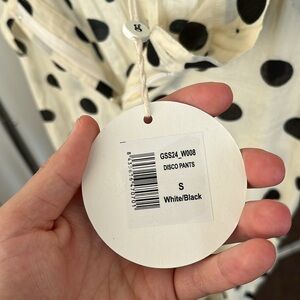 GSS24_W008
DISCO PANTS
S
White/Black